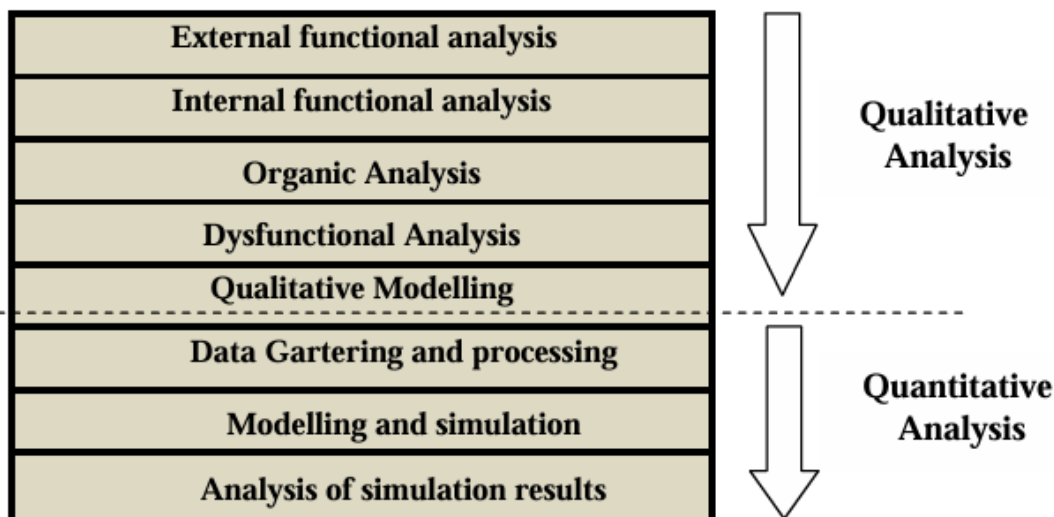 External functional analysis
Internal functional analysis
Organic Analysis
Dysfunctional Analysis
Qualitative Modelling
Data Gartering and processing
Modelling and simulation
Analysis of simulation results
Qualitative
Analysis
Quantitative
Analysis